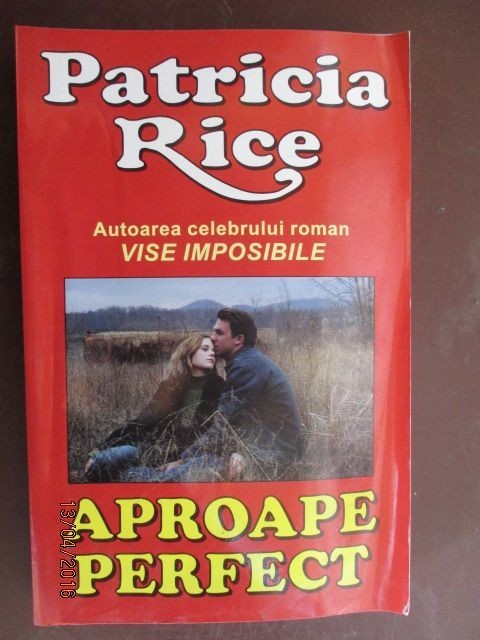 Patricia
Rice
Autoarea celebrului roman
VISE IMPOSIBILE
APROAPE
PERFECT
13/04/2016